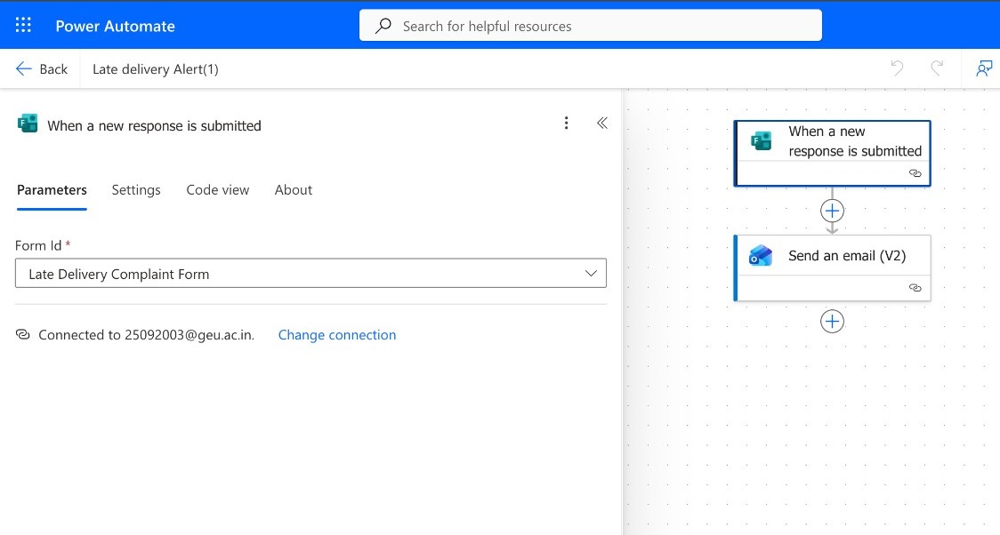 Power Automate
Search for helpful resources
Back
Late delivery Alert(1)
When a new response is submitted
Parameters
Settings
Code view
About
Form Id *
Late Delivery Complaint Form
Connected to 25092003@geu.ac.in.
Change connection
When a new
response is submitted
Send an email (V2)